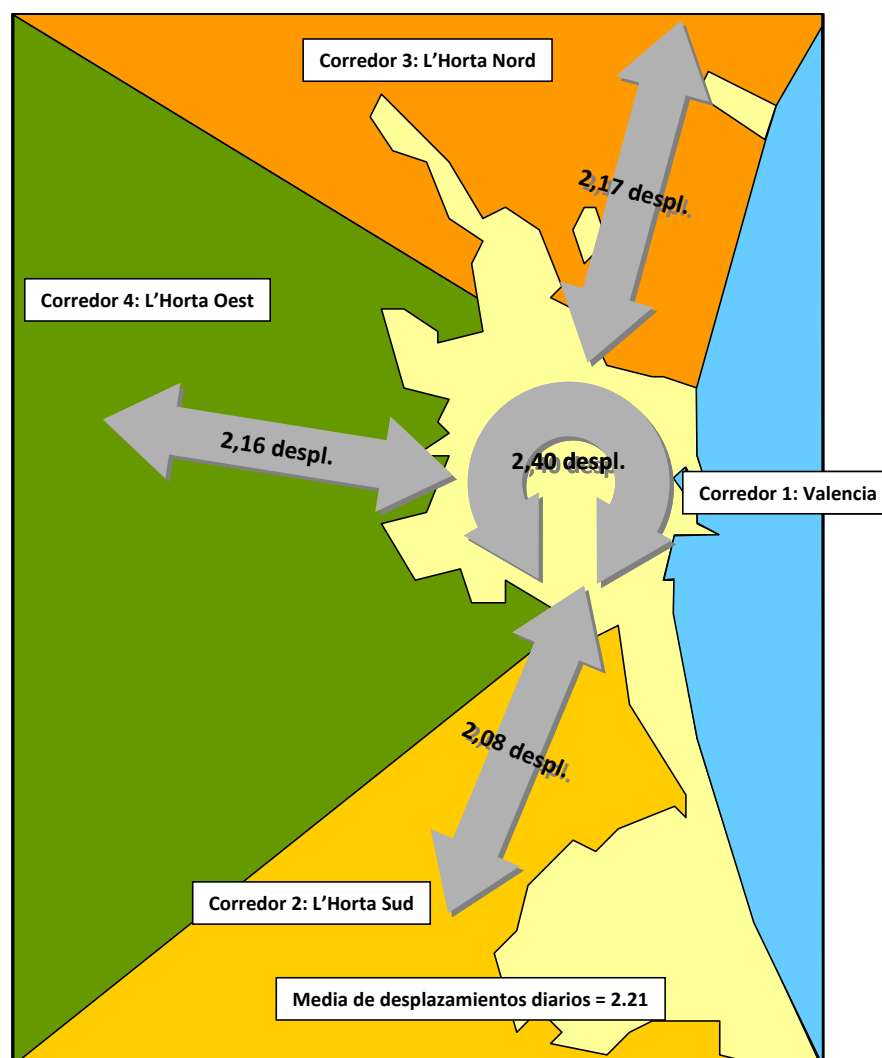 Corredor 3: L'Horta Nord
2,17 despl.
Corredor 4: L'Horta Oest
2,16 despl.
2,40 despl.
Corredor 1: Valencia
2,08 despl.
Corredor 2: L'Horta Sud
Media de desplazamientos diarios = 2.21